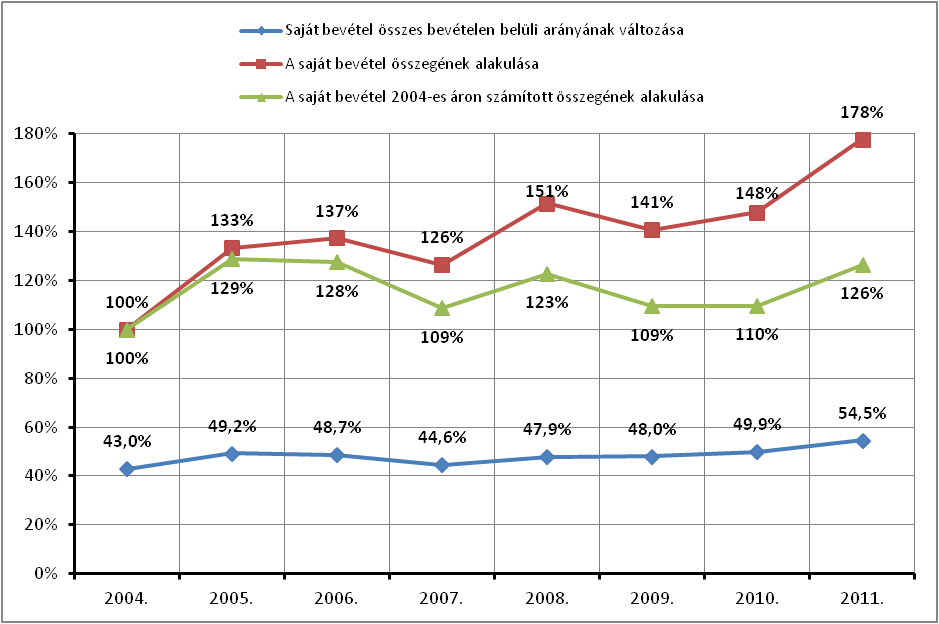 Saját bevétel összes bevételen belüli arányának változása
A saját bevétel összegének alakulása
A saját bevétel 2004-es áron számított összegének alakulása
180%
160%
140%
120%
100%
80%
60%
40%
20%
0%
100% 133% 137% 126% 151% 141% 148% 178%
100% 129% 128% 109% 123% 109% 110% 126%
43,0% 49,2% 48,7% 44,6% 47,9% 48,0% 49,9% 54,5%
2004. 2005. 2006. 2007. 2008. 2009. 2010. 2011.